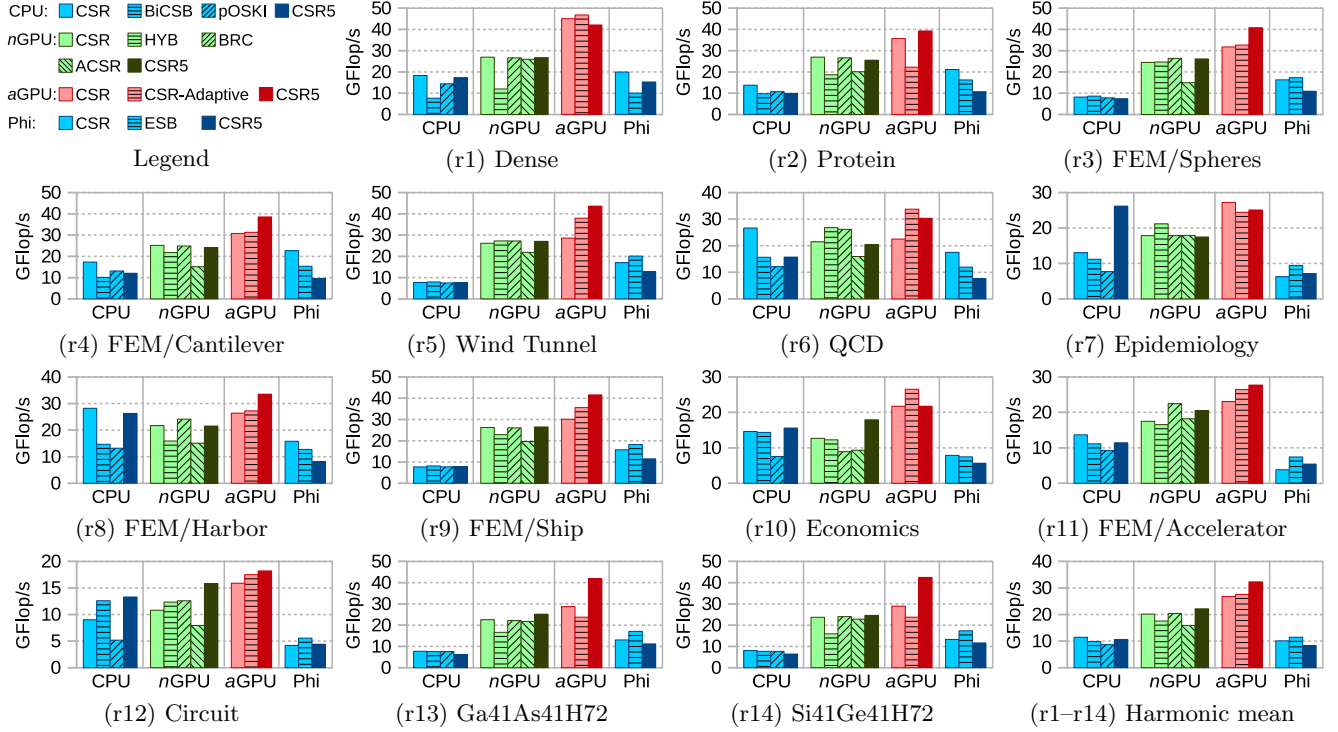 CPU: CSR BiCSB pOSKI CSR5
nGPU: CSR HYB BRC
ACSR CSR5
aGPU: CSR CSR-Adaptive CSR5
Phi: CSR ESB CSR5
Legend
GFlop/s
50
40
30
20
10
0
CPU nGPU aGPU Phi
(r1) Dense
GFlop/s
50
40
30
20
10
0
CPU nGPU aGPU Phi
(r2) Protein
GFlop/s
50
40
30
20
10
0
CPU nGPU aGPU Phi
(r3) FEM/Spheres
GFlop/s
50
40
30
20
10
0
CPU nGPU aGPU Phi
(r4) FEM/Cantilever
GFlop/s
50
40
30
20
10
0
CPU nGPU aGPU Phi
(r5) Wind Tunnel
GFlop/s
40
30
20
10
0
CPU nGPU aGPU Phi
(r6) QCD
GFlop/s
30
20
10
0
CPU nGPU aGPU Phi
(r7) Epidemiology
GFlop/s
40
30
20
10
0
CPU nGPU aGPU Phi
(r8) FEM/Harbor
GFlop/s
50
40
30
20
10
0
CPU nGPU aGPU Phi
(r9) FEM/Ship
GFlop/s
30
20
10
0
CPU nGPU aGPU Phi
(r10) Economics
GFlop/s
30
20
10
0
CPU nGPU aGPU Phi
(r11) FEM/Accelerator
GFlop/s
20
15
10
5
0
CPU nGPU aGPU Phi
(r12) Circuit
GFlop/s
50
40
30
20
10
0
CPU nGPU aGPU Phi
(r13) Ga41As41H72
GFlop/s
50
40
30
20
10
0
CPU nGPU aGPU Phi
(r14) Si41Ge41H72
GFlop/s
40
30
20
10
0
CPU nGPU aGPU Phi
(r1–r14) Harmonic mean